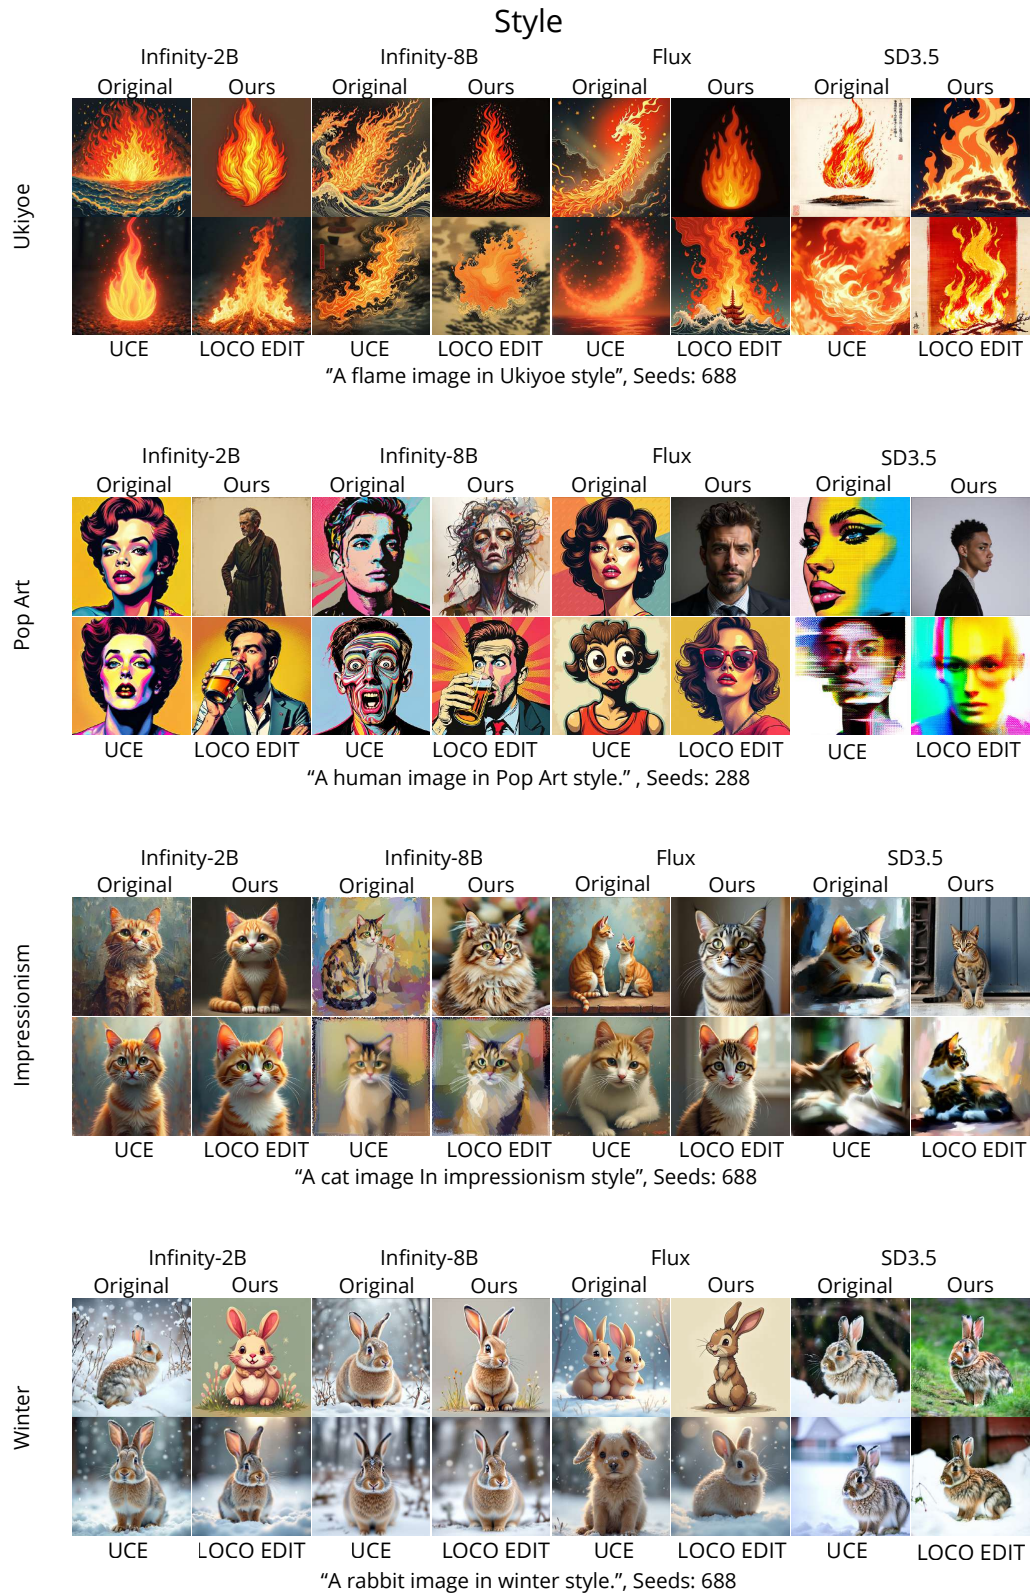 Style
Infinity-2B Infinity-8B Flux SD3.5
Original Ours Original Ours Original Ours Original Ours
Ukiyoe
UCE LOCO EDIT UCE LOCO EDIT UCE LOCO EDIT UCE LOCO EDIT
“A flame image in Ukiyoe style”, Seeds: 688
Infinity-2B Infinity-8B Flux SD3.5
Original Ours Original Ours Original Ours Original Ours
Pop Art
UCE LOCO EDIT UCE LOCO EDIT UCE LOCO EDIT UCE LOCO EDIT
“A human image in Pop Art style.” , Seeds: 288
Infinity-2B Infinity-8B Flux SD3.5
Original Ours Original Ours Original Ours Original Ours
Impressionism
UCE LOCO EDIT UCE LOCO EDIT UCE LOCO EDIT UCE LOCO EDIT
“A cat image In impressionism style”, Seeds: 688
Infinity-2B Infinity-8B Flux SD3.5
Original Ours Original Ours Original Ours Original Ours
Winter
UCE LOCO EDIT UCE LOCO EDIT UCE LOCO EDIT UCE LOCO EDIT
“A rabbit image in winter style.”, Seeds: 688